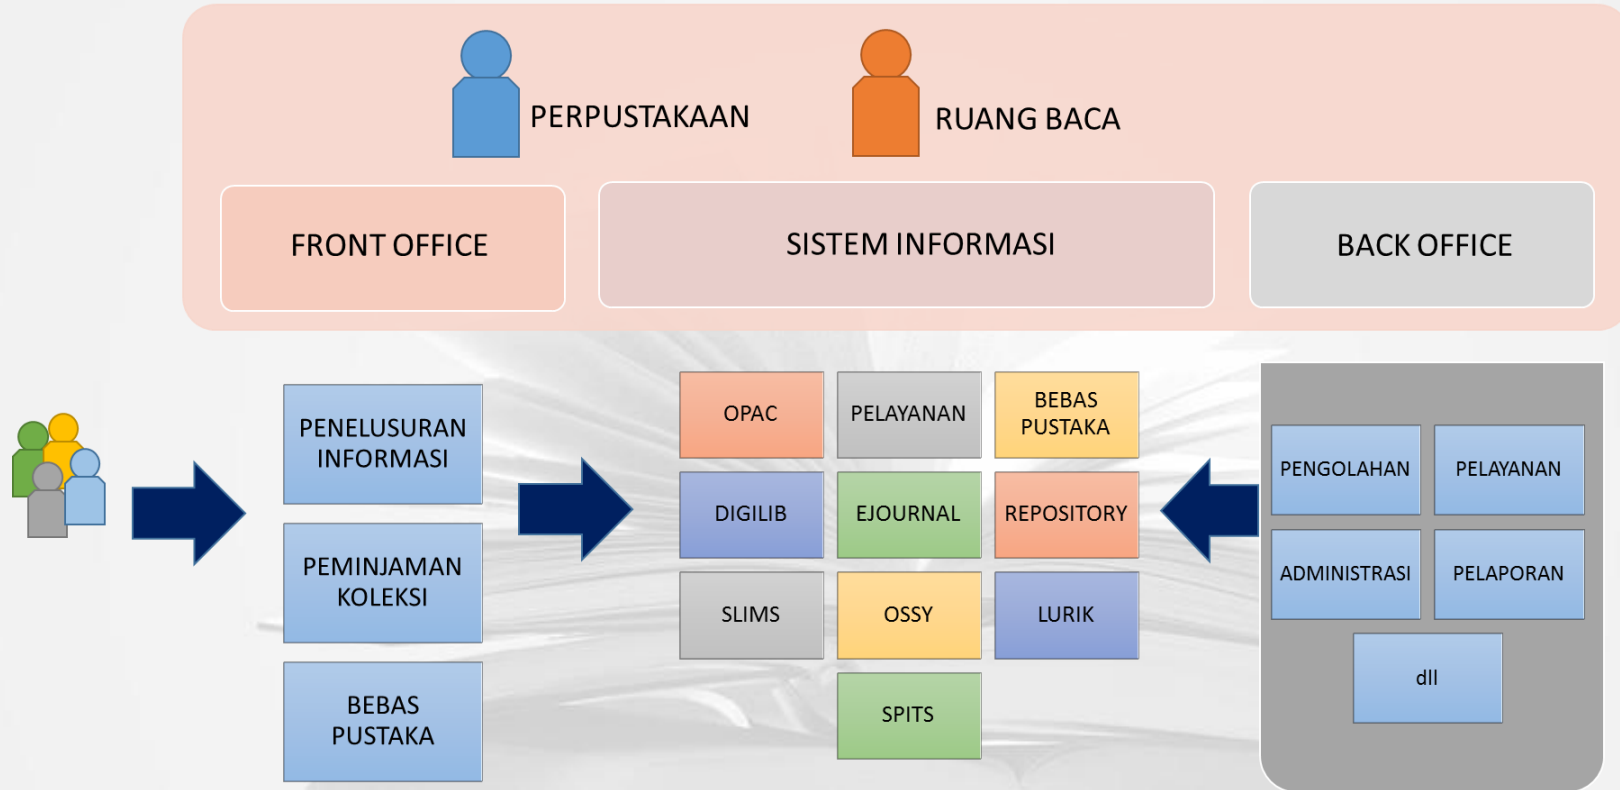 PERPUSTAKAAN
RUANG BACA
FRONT OFFICE
SISTEM INFORMASI
BACK OFFICE
PENELUSURAN
INFORMASI
PEMINJAMAN
KOLEKSI
BEBAS
PUSTAKA
OPAC
PELAYANAN
BEBAS
PUSTAKA
DIGILIB
EJOURNAL
REPOSITORY
SLIMS
OSSY
LURIK
SPITS
PENGOLAHAN
PELAYANAN
ADMINISTRASI
PELAPORAN
dll